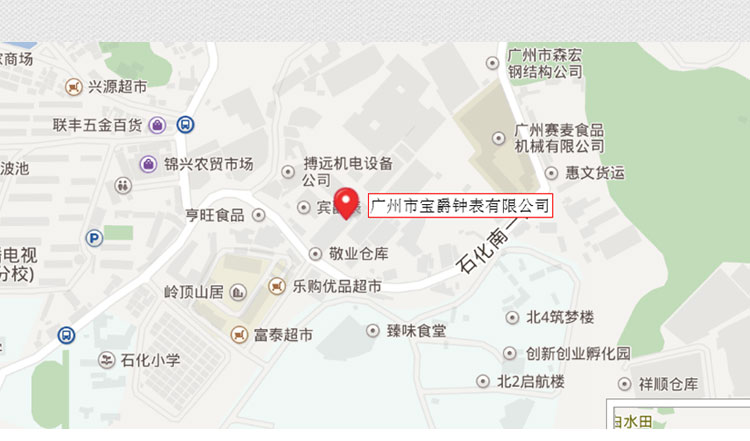 家商场
广州市森宏
钢结构公司
兴源超市
联丰五金百货
广州赛麦食品
机械有限公司
锦兴农贸市场
搏远机电设备
公司
波池
惠文货运
广州市宝爵钟表有限公司
宾
亨旺食品
石化南一
播电视
分校)
敬业仓库
岭顶山居
乐购优品超市
P
北4筑梦楼
富泰超市
臻味食堂
石化小学
创新创业孵化园
北2启航楼
祥顺仓库
白水田